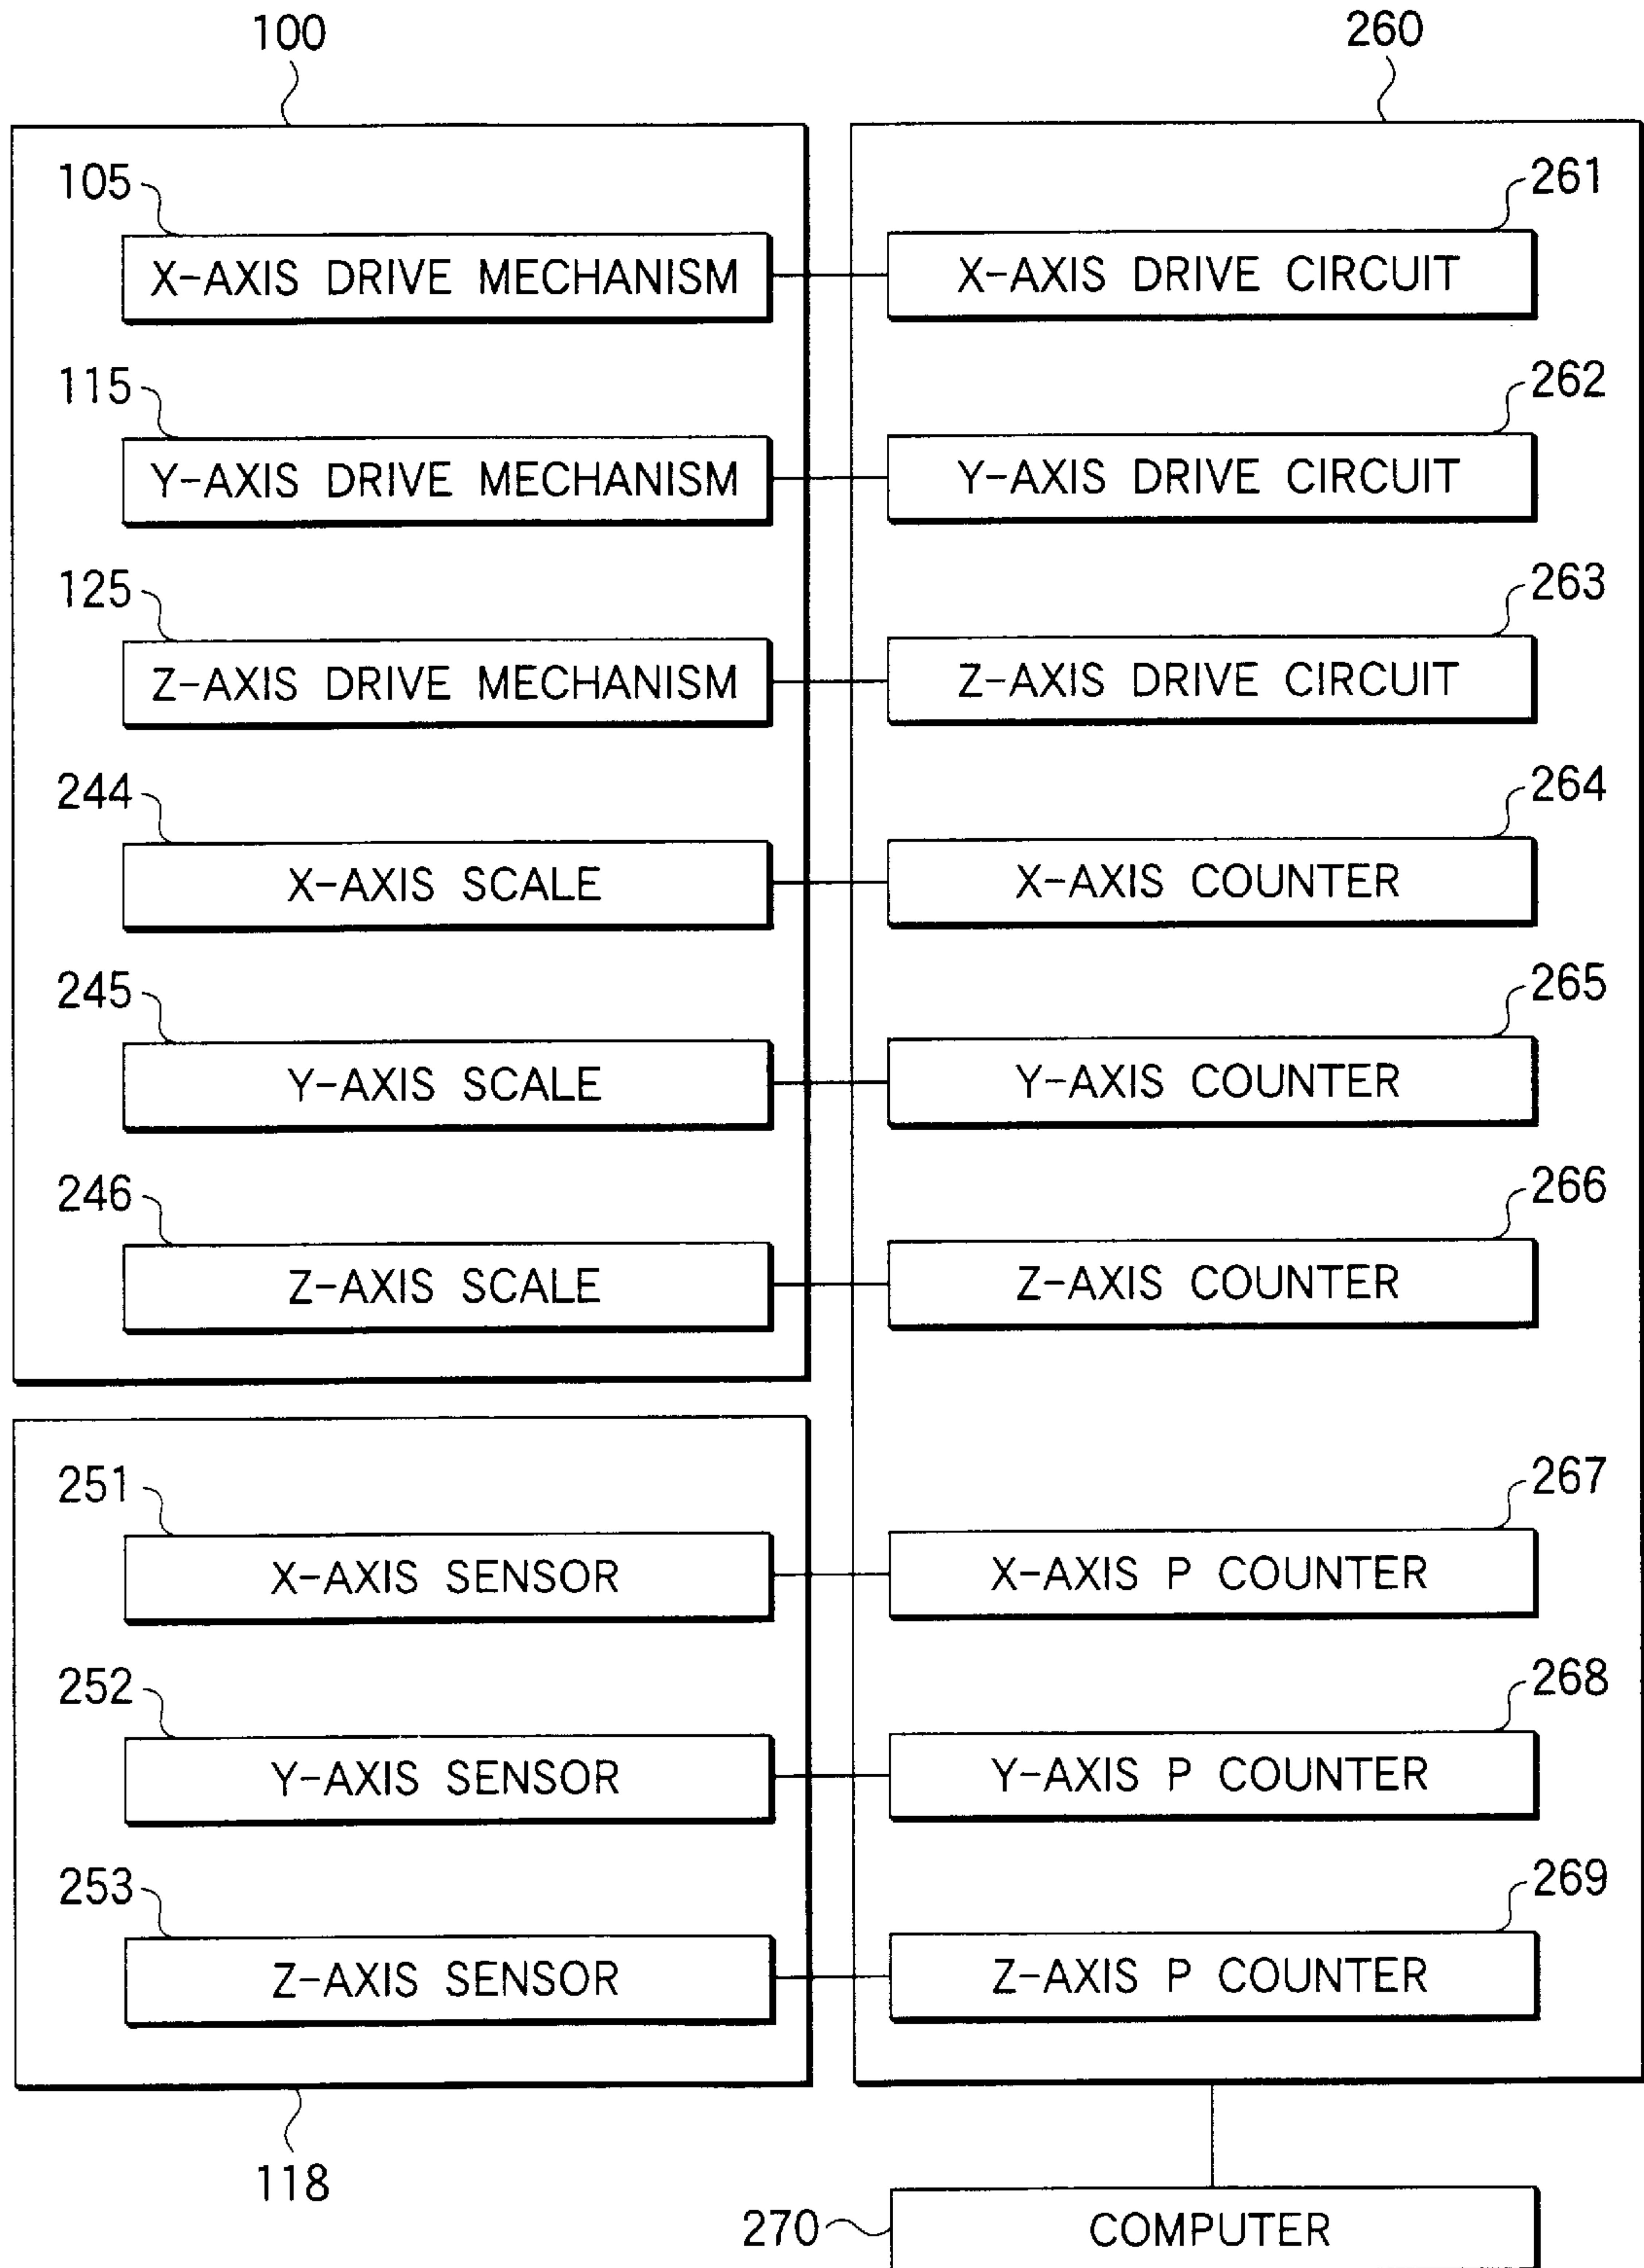 100
260
105
261
X-AXIS DRIVE MECHANISM
X-AXIS DRIVE CIRCUIT
115
262
Y-AXIS DRIVE MECHANISM
Y-AXIS DRIVE CIRCUIT
125
263
Z-AXIS DRIVE MECHANISM
Z-AXIS DRIVE CIRCUIT
244
264
X-AXIS SCALE
X-AXIS COUNTER
245
265
Y-AXIS SCALE
Y-AXIS COUNTER
246
266
Z-AXIS SCALE
Z-AXIS COUNTER
251
267
X-AXIS SENSOR
X-AXIS P COUNTER
252
268
Y-AXIS SENSOR
Y-AXIS P COUNTER
253
269
Z-AXIS SENSOR
Z-AXIS P COUNTER
118
270
COMPUTER